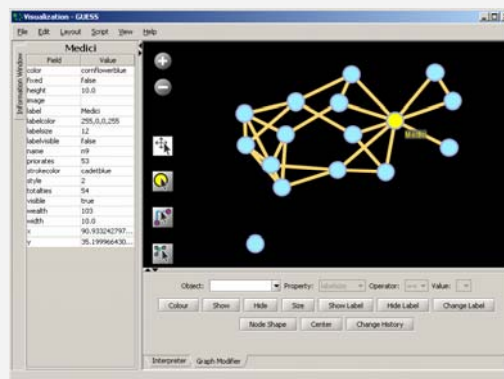 Visualization - GUESS
File Edit Layout Script View Help
Information Window
Medici
Field Value
color cornflowerblue
fixed false
height 10.0
image
label Medici
labelcolor 255,0,0,255
labelsize 12
labelvisible false
name n9
priorates 53
strokecolor cadetblue
style 2
totalties 54
visible true
wealth 103
width 10.0
x 90.933242797...
y 35.199966430...
Medici
Object: Property: labelsize Operator: == Value:
Colour Show Hide Size Show Label Hide Label Change Label
Node Shape Center Change History
Interpreter Graph Modifier